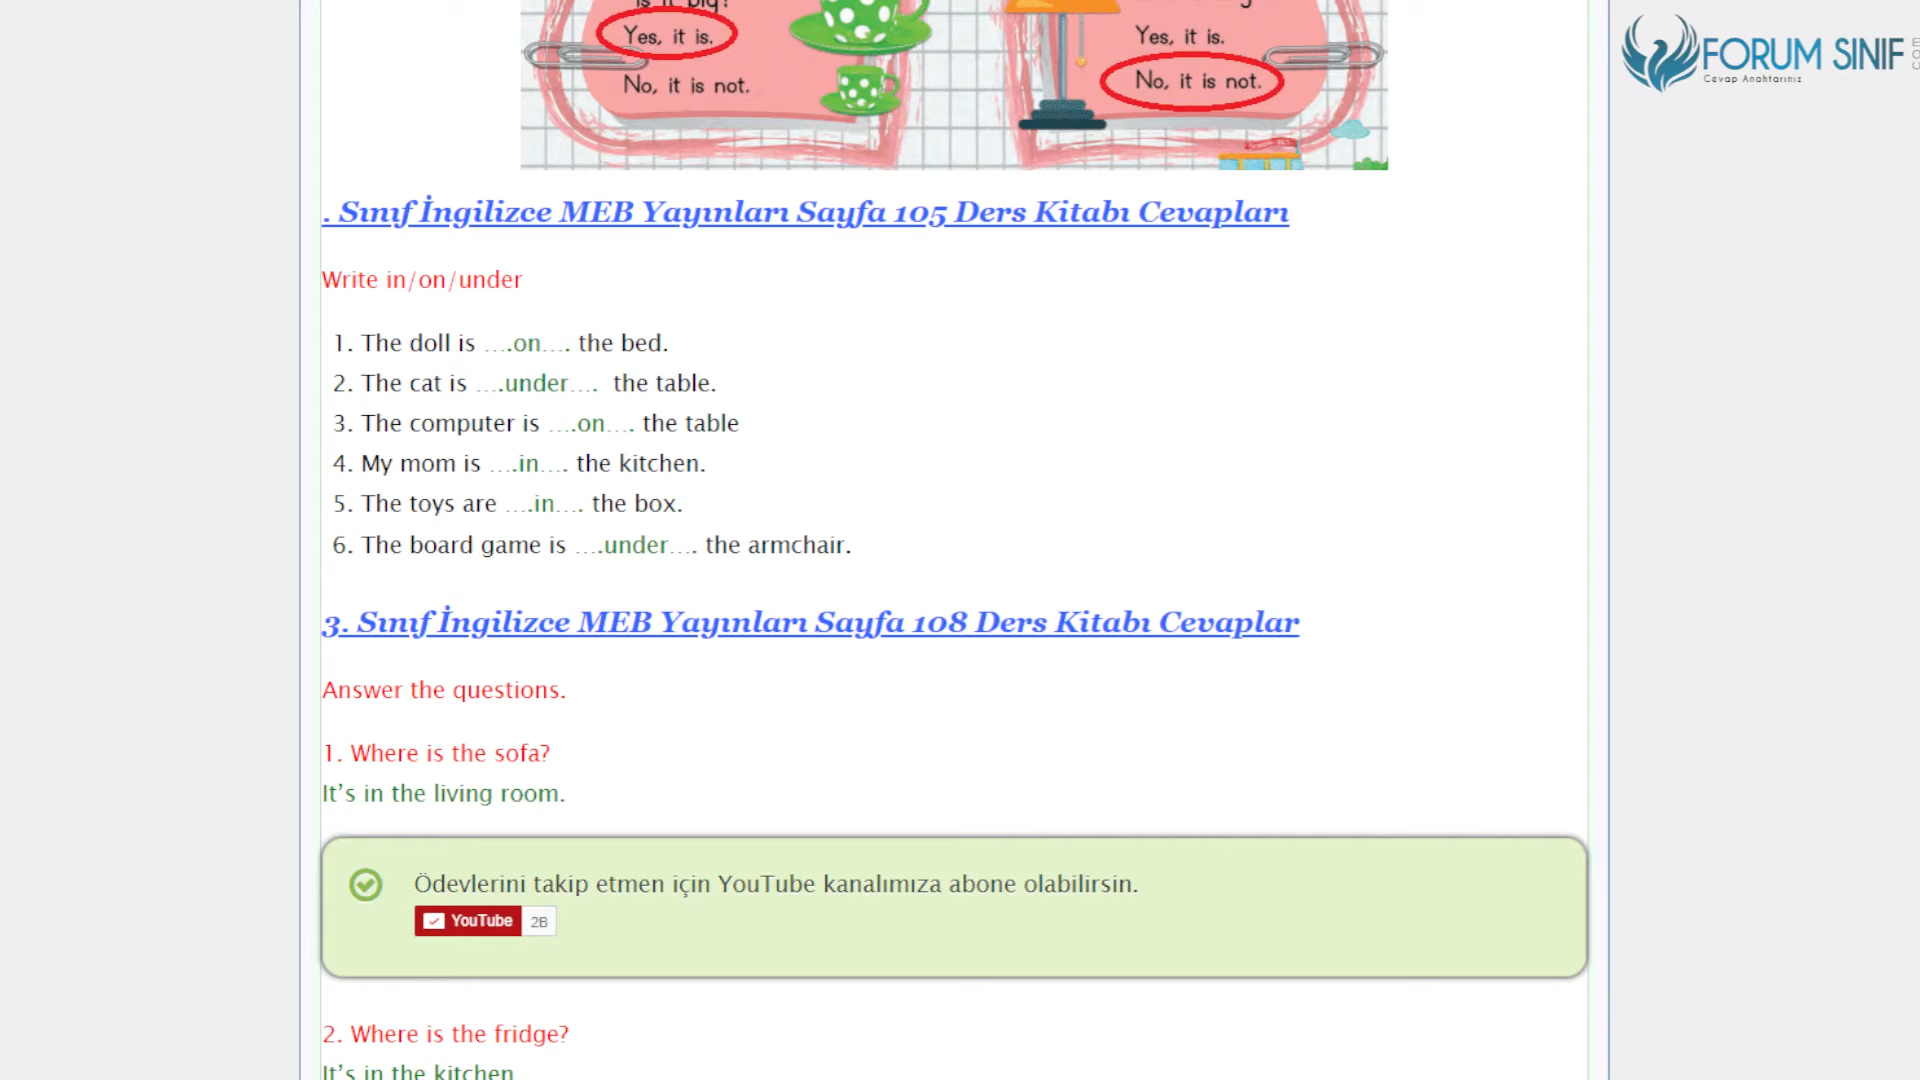 Yes, it is.
No, it is not.
Yes, it is.
No, it is not.
FORUM SINIF
Cevap Anahtarınız
. Sınıf İngilizce MEB Yayınları Sayfa 105 Ders Kitabı Cevapları
Write in/on/under
1. The doll is ….on…. the bed.
2. The cat is ….under…. the table.
3. The computer is ….on…. the table
4. My mom is ….in…. the kitchen.
5. The toys are ….in…. the box.
6. The board game is ….under…. the armchair.
3. Sınıf İngilizce MEB Yayınları Sayfa 108 Ders Kitabı Cevaplar
Answer the questions.
1. Where is the sofa?
It’s in the living room.
Ödevlerini takip etmen için YouTube kanalımıza abone olabilirsin.
YouTube 2B
2. Where is the fridge?
It’s in the kitchen